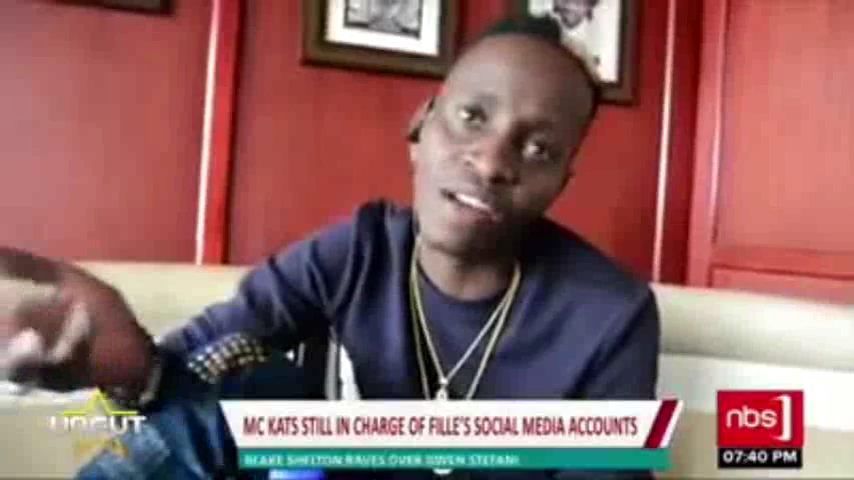 MC KATS STILL IN CHARGE OF FILLE'S SOCIAL MEDIA ACCOUNTS
BLAKE SHELTON RAVES OVER GWEN STEFANI
UNCUT
nbs
07:40 PM